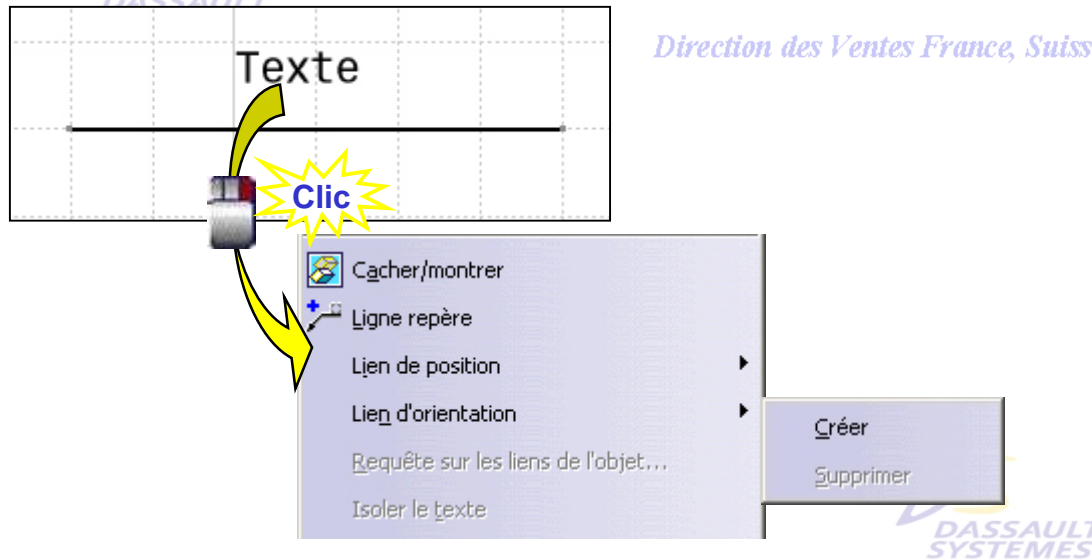 DASSAULT
Direction des Ventes France, Suiss
Texte
Clic
Cacher/montrer
Ligne repère
Lien de position
Lien d'orientation
Créer
Requête sur les liens de l'objet...
Supprimer
Isoler le texte
DASSAULT
SYSTEMES